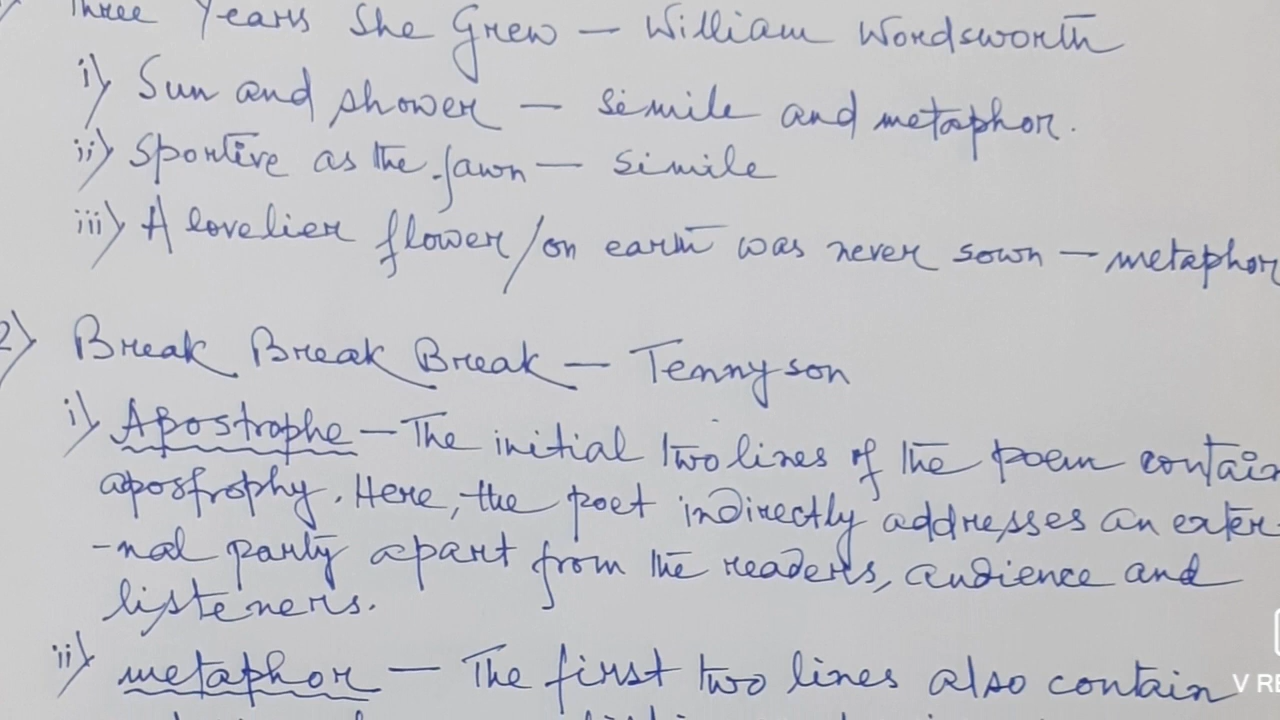 Three Years She Grew — William Wordsworth
i) Sun and shower — simile and metaphor.
ii) Sportive as the fawn — simile
iii) A lovelier flower/on earth was never sown — metaphor
2) Break Break Break — Tennyson
i) Apostrophe — The initial two lines of the poem contain
apostrophy. Here, the poet indirectly addresses an exter-
-nal party apart from the readers, audience and
listeners.
ii) metaphor — The first two lines also contain
V RE